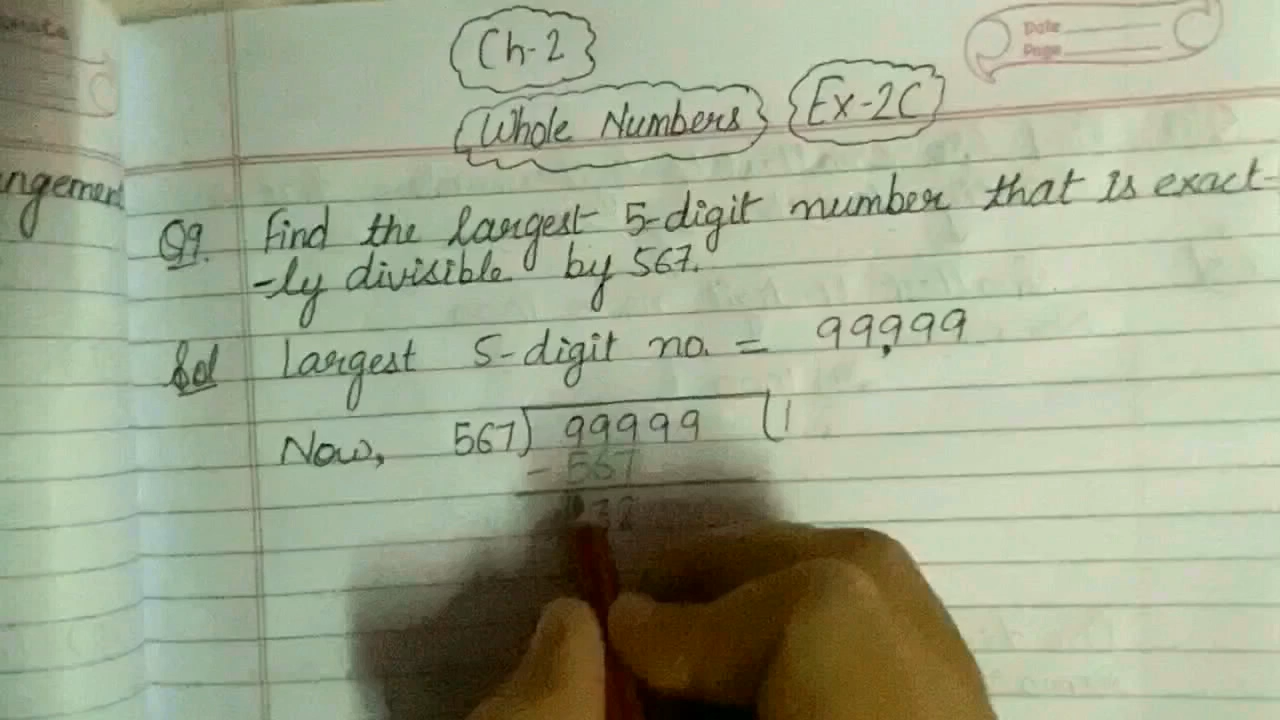 Date
Page
Ch-2
Whole Numbers Ex-2C
Q9. Find the largest 5-digit number that is exact-
-ly divisible by 567.
Sol Largest 5-digit no. = 99,999
Now, 567) 99999 (1
- 567
32